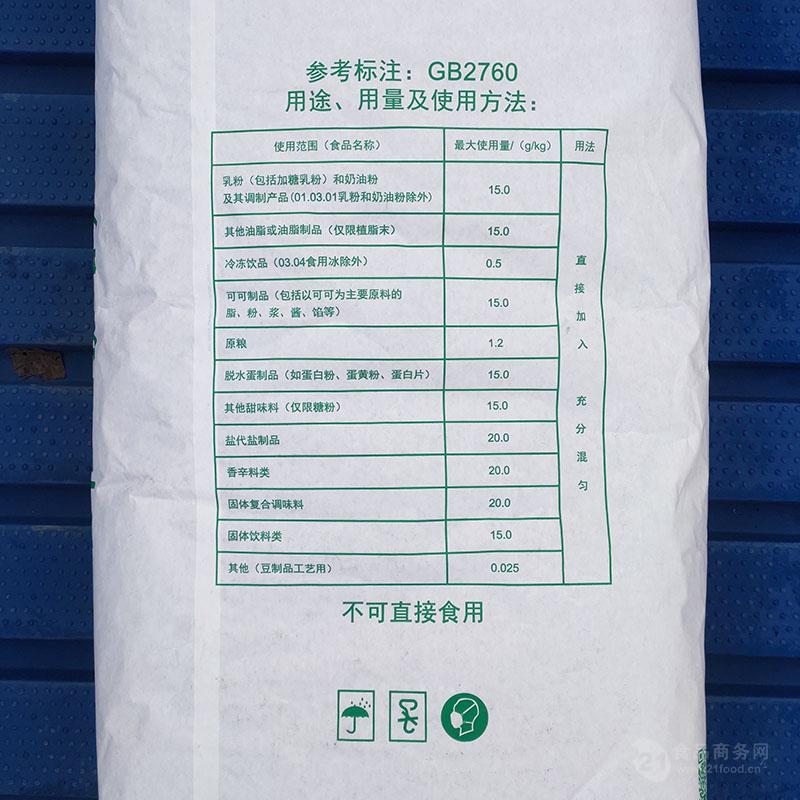 参考标注：GB2760
用途、用量及使用方法：
使用范围（食品名称） 最大使用量/（g/kg） 用法
乳粉（包括加糖乳粉）和奶油粉
及其调制产品（01.03.01乳粉和奶油粉除外） 15.0
其他油脂或油脂制品（仅限植脂末） 15.0
冷冻饮品（03.04食用冰除外） 0.5
可可制品（包括以可可为主要原料的
脂、粉、浆、酱、馅等） 15.0
原粮 1.2
脱水蛋制品（如蛋白粉、蛋黄粉、蛋白片） 15.0
其他甜味料（仅限糖粉） 15.0
盐代盐制品 20.0
香辛料类 20.0
固体复合调味料 20.0
固体饮料类 15.0
其他（豆制品工艺用） 0.025
直接加入 充分混匀
不可直接食用
21食品商务网
www.21food.cn